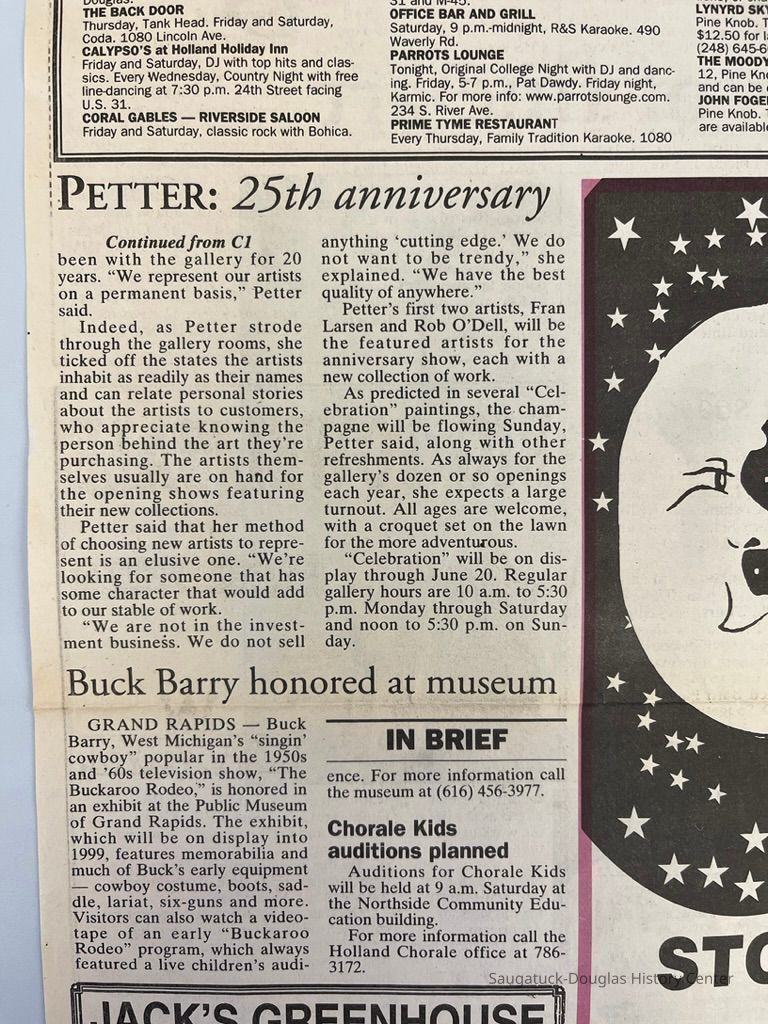 Douglas.
THE BACK DOOR
Thursday, Tank Head. Friday and Saturday,
Coda. 1080 Lincoln Ave.
CALYPSO'S at Holland Holiday Inn
Friday and Saturday, DJ with top hits and clas-
sics. Every Wednesday, Country Night with free
line-dancing at 7:30 p.m. 24th Street facing
U.S. 31.
CORAL GABLES — RIVERSIDE SALOON
Friday and Saturday, classic rock with Bohica.
31 and M-45.
OFFICE BAR AND GRILL
Saturday, 9 p.m.-midnight, R&S Karaoke. 490
Waverly Rd.
PARROTS LOUNGE
Tonight, Original College Night with DJ and danc-
ing. Friday, 5-7 p.m., Pat Dawdy. Friday night,
Karmic. For more info: www.parrotslounge.com.
234 S. River Ave.
PRIME TYME RESTAURANT
Every Thursday, Family Tradition Karaoke. 1080
LYNYRD SKY
Pine Knob. T
$12.50 for la
(248) 645-6
THE MOODY
12, Pine Kno
and can be
JOHN FOGE
Pine Knob. T
are available
PETTER: 25th anniversary
Continued from C1
been with the gallery for 20
years. "We represent our artists
on a permanent basis," Petter
said.
Indeed, as Petter strode
through the gallery rooms, she
ticked off the states the artists
inhabit as readily as their names
and can relate personal stories
about the artists to customers,
who appreciate knowing the
person behind the art they're
purchasing. The artists them-
selves usually are on hand for
the opening shows featuring
their new collections.
Petter said that her method
of choosing new artists to repre-
sent is an elusive one. "We're
looking for someone that has
some character that would add
to our stable of work.
"We are not in the invest-
ment business. We do not sell
anything 'cutting edge.' We do
not want to be trendy," she
explained. "We have the best
quality of anywhere."
Petter's first two artists, Fran
Larsen and Rob O'Dell, will be
the featured artists for the
anniversary show, each with a
new collection of work.
As predicted in several "Cel-
ebration" paintings, the cham-
pagne will be flowing Sunday,
Petter said, along with other
refreshments. As always for the
gallery's dozen or so openings
each year, she expects a large
turnout. All ages are welcome,
with a croquet set on the lawn
for the more adventurous.
"Celebration" will be on dis-
play through June 20. Regular
gallery hours are 10 a.m. to 5:30
p.m. Monday through Saturday
and noon to 5:30 p.m. on Sun-
day.
Buck Barry honored at museum
GRAND RAPIDS — Buck
Barry, West Michigan's "singin'
cowboy" popular in the 1950s
and '60s television show, "The
Buckaroo Rodeo," is honored in
an exhibit at the Public Museum
of Grand Rapids. The exhibit,
which will be on display into
1999, features memorabilia and
much of Buck's early equipment
— cowboy costume, boots, sad-
dle, lariat, six-guns and more.
Visitors can also watch a video-
tape of an early "Buckaroo
Rodeo" program, which always
featured a live children's audi-
IN BRIEF
ence. For more information call
the museum at (616) 456-3977.
Chorale Kids
auditions planned
Auditions for Chorale Kids
will be held at 9 a.m. Saturday at
the Northside Community Edu-
cation building.
For more information call the
Holland Chorale office at 786-
3172.
JACK'S GREENHOUSE
STO
Saugatuck-Douglas History Center